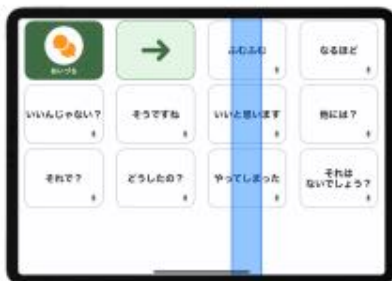 あいづち
ふむふむ
なるほど
いいんじゃない？
そうですね
いいと思います
他には？
それで？
どうしたの？
やってしまった
それは
ないでしょう？